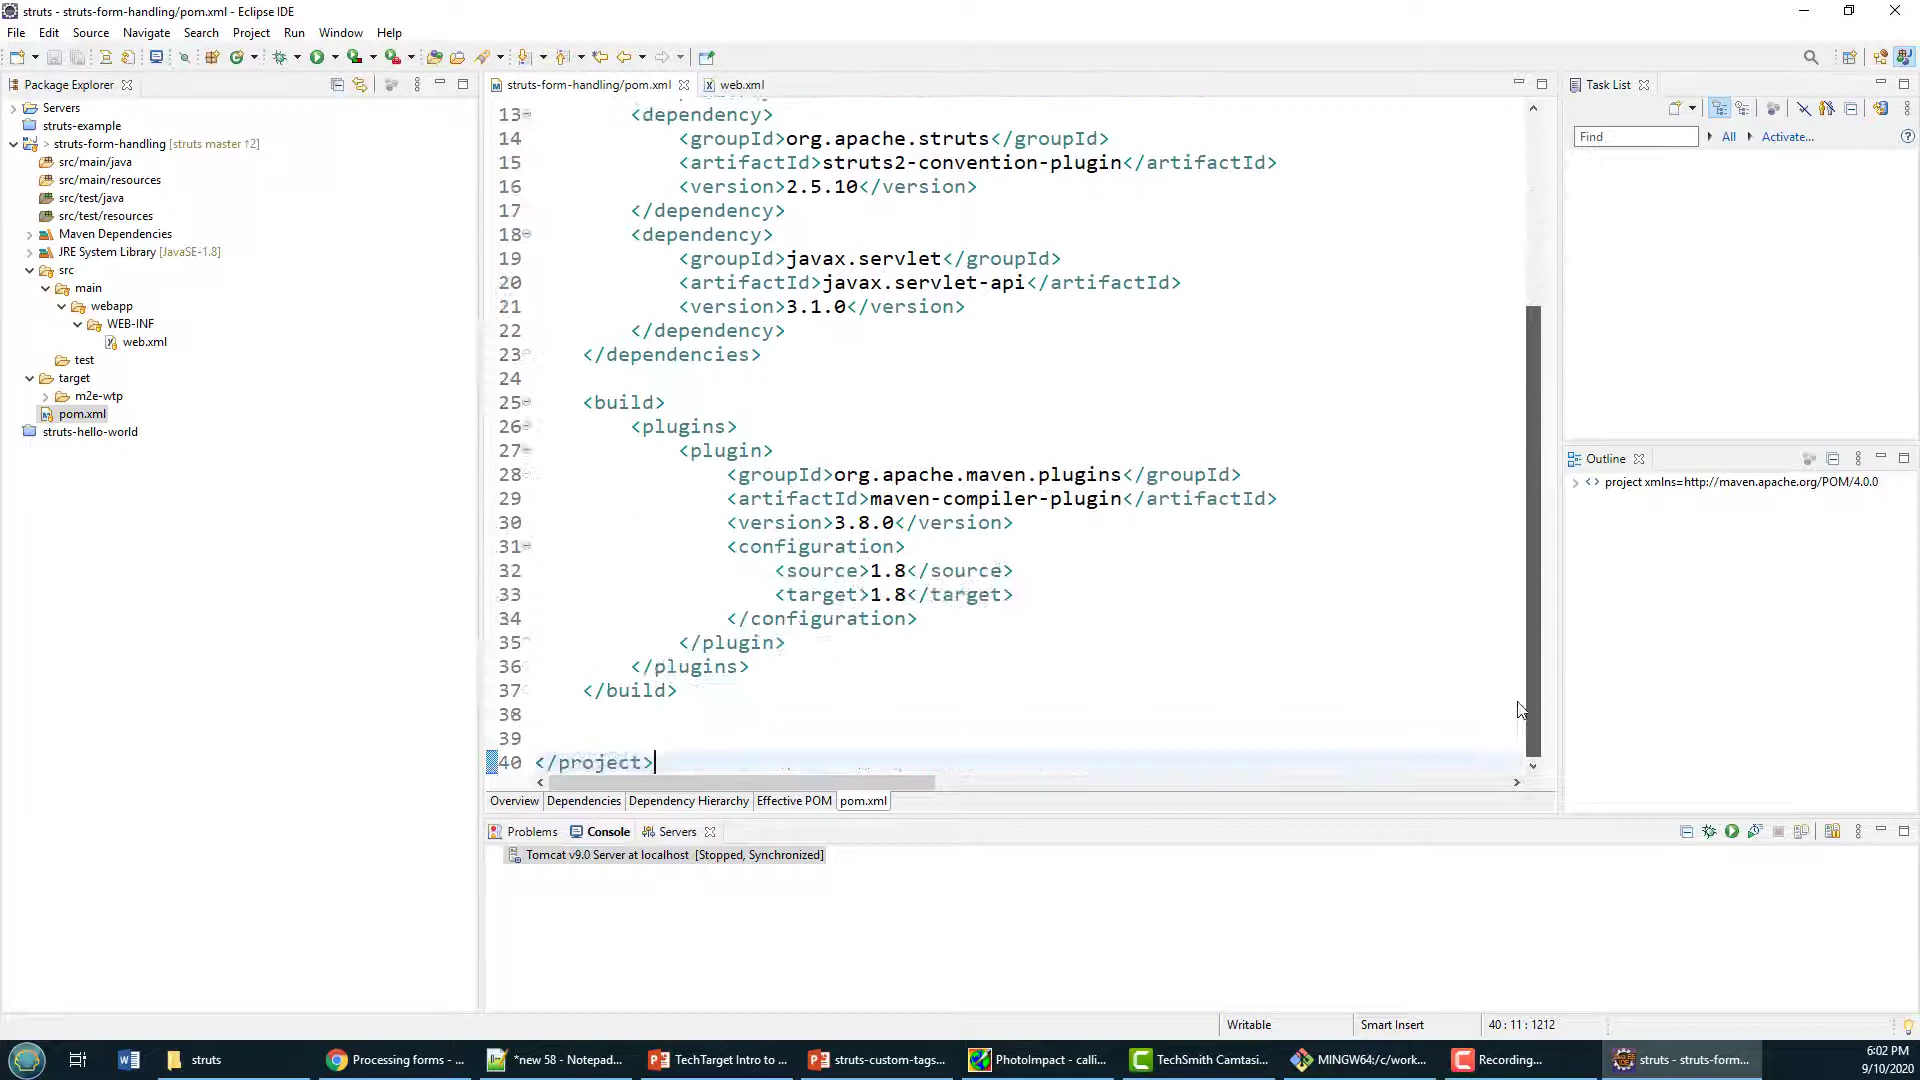 struts - struts-form-handling/pom.xml - Eclipse IDE
File Edit Source Navigate Search Project Run Window Help
Package Explorer
Servers
struts-example
> struts-form-handling [struts master ↑2]
src/main/java
src/main/resources
src/test/java
src/test/resources
Maven Dependencies
JRE System Library [JavaSE-1.8]
src
main
webapp
WEB-INF
web.xml
test
target
m2e-wtp
pom.xml
struts-hello-world
struts-form-handling/pom.xml web.xml
13 <dependency>
14 <groupId>org.apache.struts</groupId>
15 <artifactId>struts2-convention-plugin</artifactId>
16 <version>2.5.10</version>
17 </dependency>
18 <dependency>
19 <groupId>javax.servlet</groupId>
20 <artifactId>javax.servlet-api</artifactId>
21 <version>3.1.0</version>
22 </dependency>
23 </dependencies>
24
25 <build>
26 <plugins>
27 <plugin>
28 <groupId>org.apache.maven.plugins</groupId>
29 <artifactId>maven-compiler-plugin</artifactId>
30 <version>3.8.0</version>
31 <configuration>
32 <source>1.8</source>
33 <target>1.8</target>
34 </configuration>
35 </plugin>
36 </plugins>
37 </build>
38
39
40 </project>
Overview Dependencies Dependency Hierarchy Effective POM pom.xml
Problems Console Servers
Tomcat v9.0 Server at localhost [Stopped, Synchronized]
Task List
Find All Activate...
Outline
project xmlns=http://maven.apache.org/POM/4.0.0
Writable Smart Insert 40 : 11 : 1212
struts Processing forms - ... *new 58 - Notepad... TechTarget Intro to ... struts-custom-tags... PhotoImpact - calli... TechSmith Camtasi... MINGW64:/c/work... Recording... struts - struts-form...
6:02 PM
9/10/2020